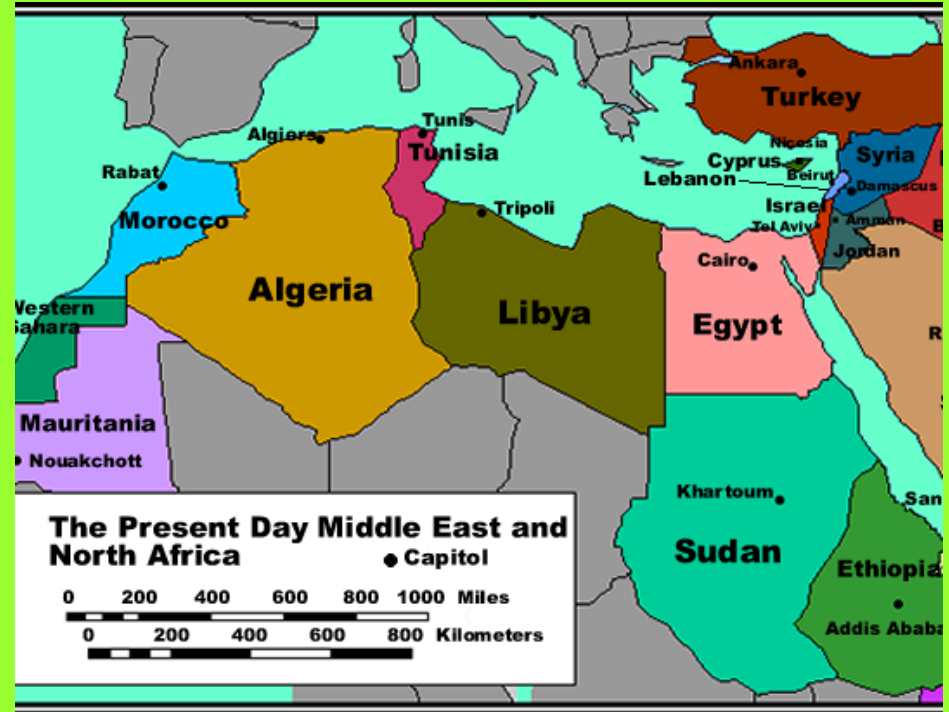 Ankara
Turkey
Tunis
Algiers
Tunisia
Nicosia
Cyprus
Syria
Rabat
Lebanon
Beirut
Damascus
Morocco
Tripoli
Israel
Tel Aviv
Amman
Jordan
Cairo
Algeria
Western
Sahara
Libya
Egypt
R
Mauritania
Nouakchott
Khartoum
San
Sudan
Ethiopia
Addis Ababa
The Present Day Middle East and
North Africa
Capitol
0 200 400 600 800 1000 Miles
0 200 400 600 800 Kilometers